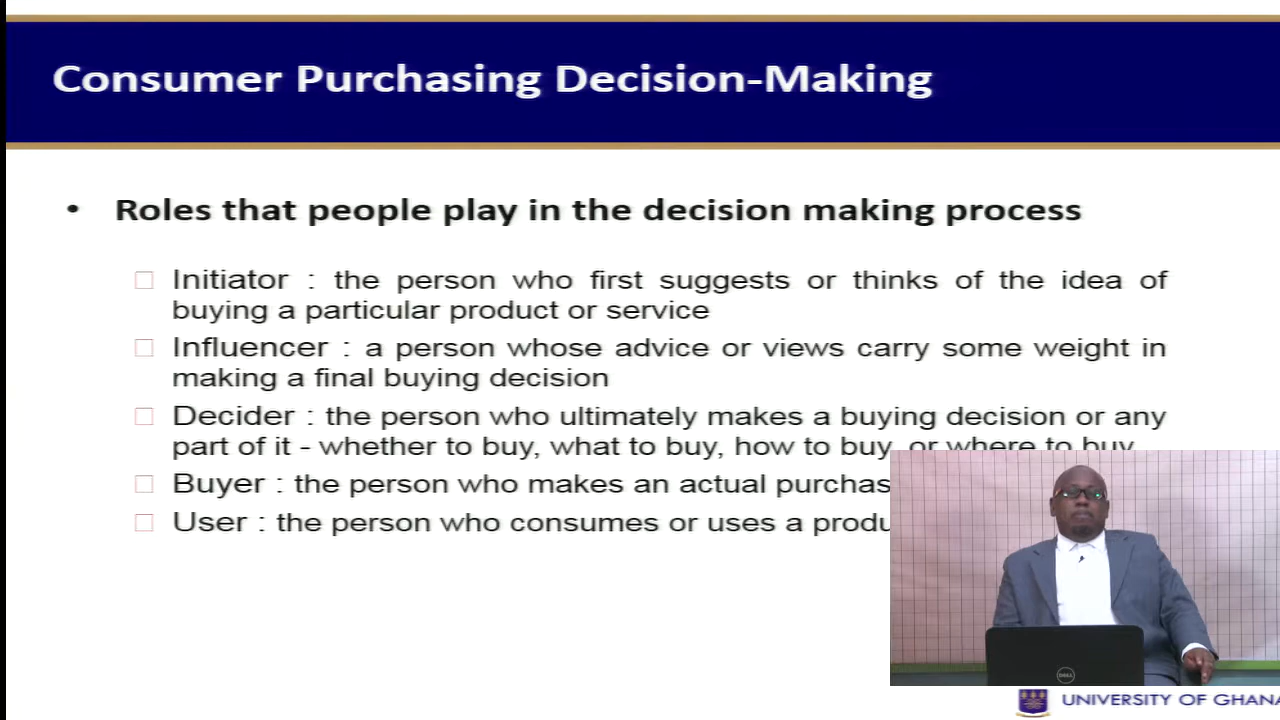 Consumer Purchasing Decision-Making
• Roles that people play in the decision making process
Initiator : the person who first suggests or thinks of the idea of
buying a particular product or service
Influencer : a person whose advice or views carry some weight in
making a final buying decision
Decider : the person who ultimately makes a buying decision or any
part of it - whether to buy, what to buy, how to buy, or where to buy
Buyer : the person who makes an actual purchas
User : the person who consumes or uses a produ
DELL
UNIVERSITY OF GHANA